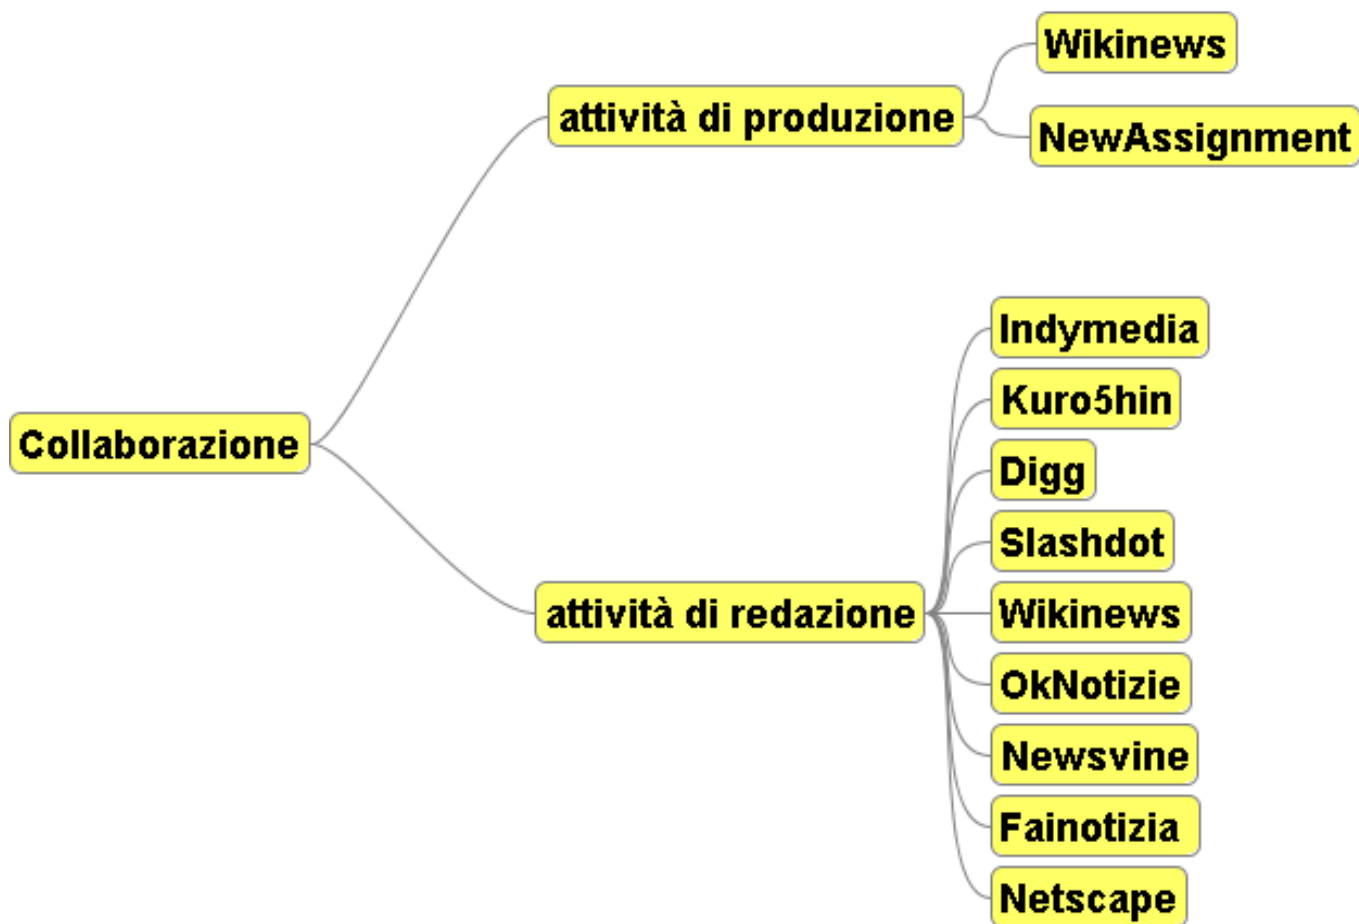 Wikinews
attività di produzione
NewAssignment
Indymedia
Kuro5hin
Collaborazione
Digg
Slashdot
attività di redazione
Wikinews
OkNotizie
Newsvine
Fainotizia
Netscape